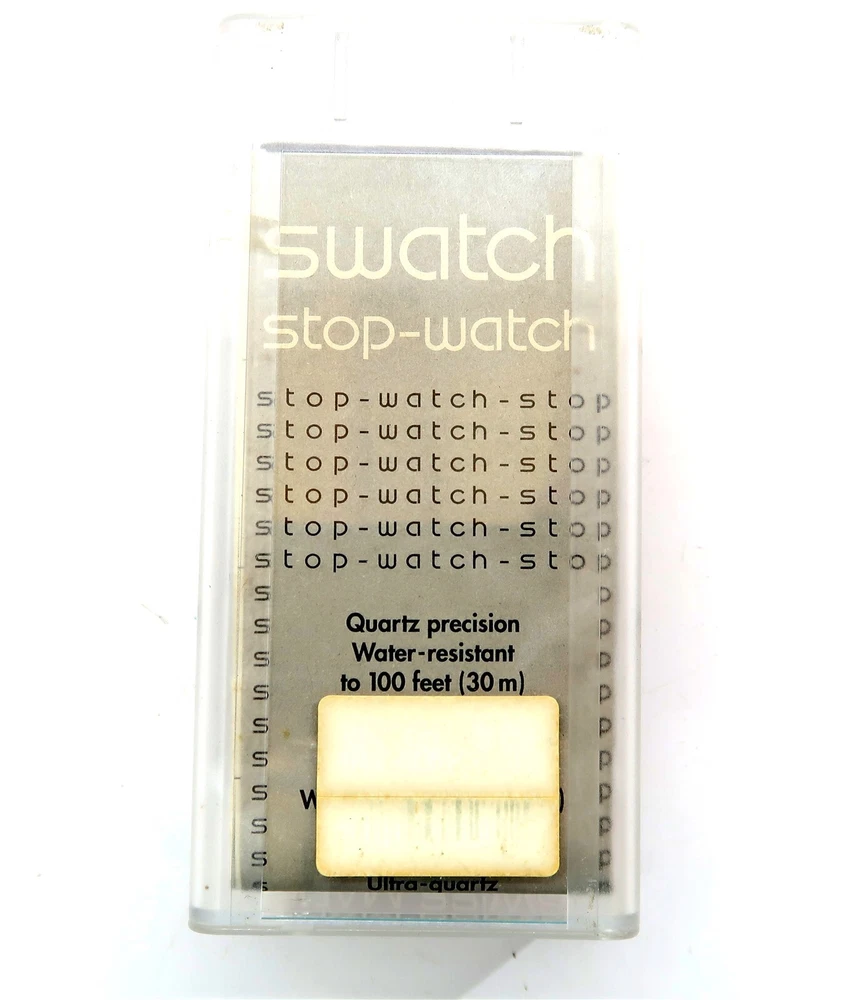 swatch
stop-watch
stop-watch-stop
stop-watch-stop
stop-watch-stop
stop-watch-stop
stop-watch-stop
stop-watch-stop
s p
s Quartz precision p
s Water-resistant p
s to 100 feet (30 m) p
s p
s p
s p
s p
s p
s Ultra-quartz p